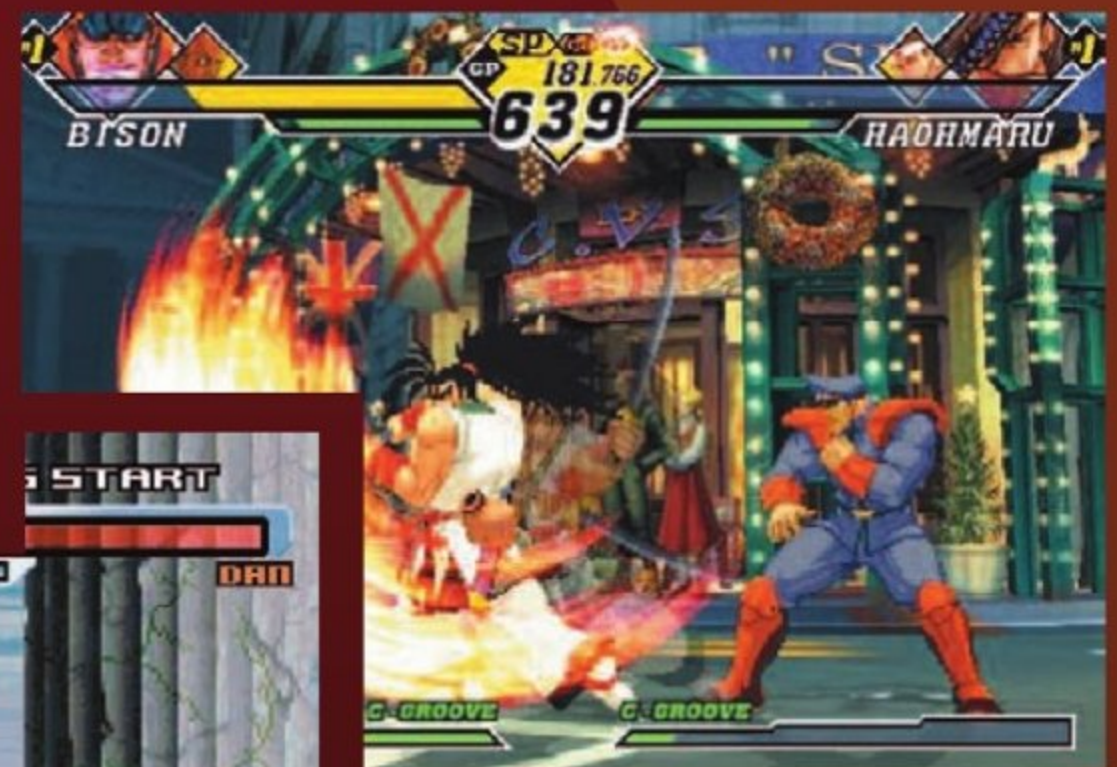 SP
GP 181.766
639
BISON
HAOHMARU
" S
C.V.S
S START
DAN
C-GROOVE
C-GROOVE